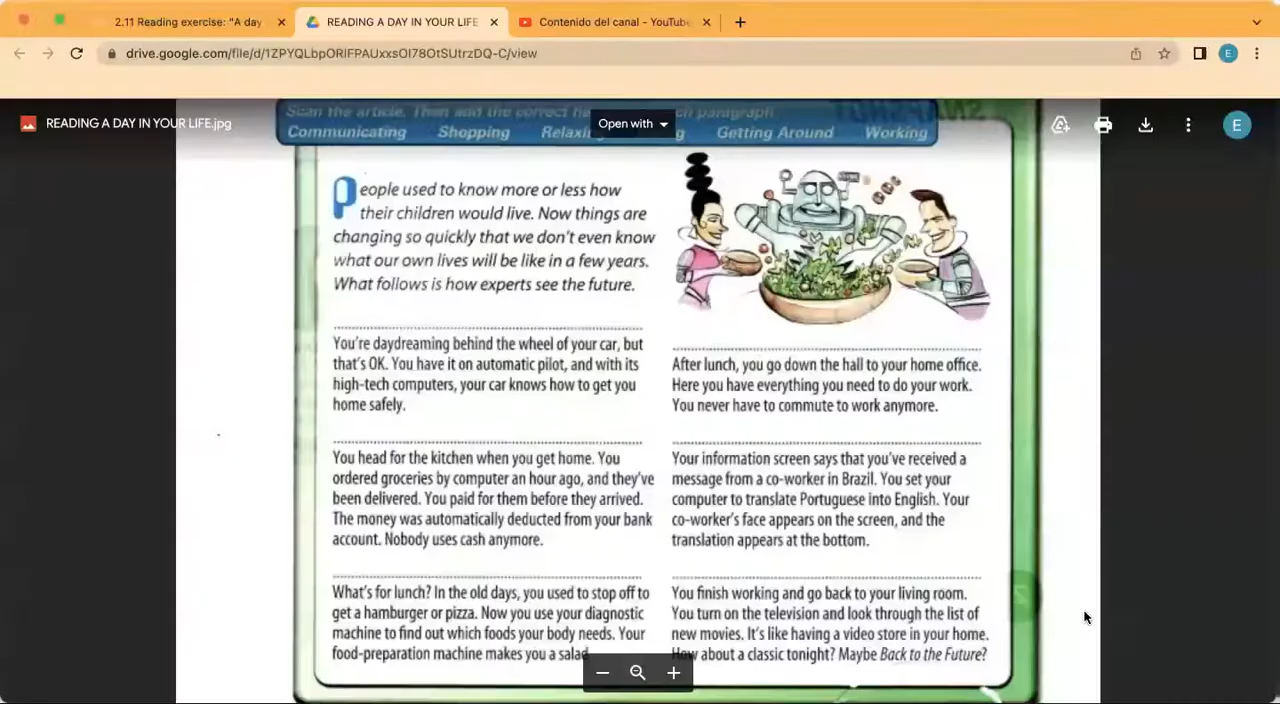 2.11 Reading exercise: "A day
READING A DAY IN YOUR LIFE
Contenido del canal - YouTube
drive.google.com/file/d/1ZPYQLbpORIFPAUxxsOI78OtSUtrzDQ-C/view
E
READING A DAY IN YOUR LIFE.jpg
Open with
E
Scan the article. Then add the correct paragraph.
Communicating Shopping Getting Around Working
People used to know more or less how
their children would live. Now things are
changing so quickly that we don't even know
what our own lives will be like in a few years.
What follows is how experts see the future.
You're daydreaming behind the wheel of your car, but
that's OK. You have it on automatic pilot, and with its
high-tech computers, your car knows how to get you
home safely.
You head for the kitchen when you get home. You
ordered groceries by computer an hour ago, and they've
been delivered. You paid for them before they arrived.
The money was automatically deducted from your bank
account. Nobody uses cash anymore.
What's for lunch? In the old days, you used to stop off to
get a hamburger or pizza. Now you use your diagnostic
machine to find out which foods your body needs. Your
food-preparation machine makes you a salad
After lunch, you go down the hall to your home office.
Here you have everything you need to do your work.
You never have to commute to work anymore.
Your information screen says that you've received a
message from a co-worker in Brazil. You set your
computer to translate Portuguese into English. Your
co-worker's face appears on the screen, and the
translation appears at the bottom.
You finish working and go back to your living room.
You turn on the television and look through the list of
new movies. It's like having a video store in your home.
How about a classic tonight? Maybe Back to the Future?